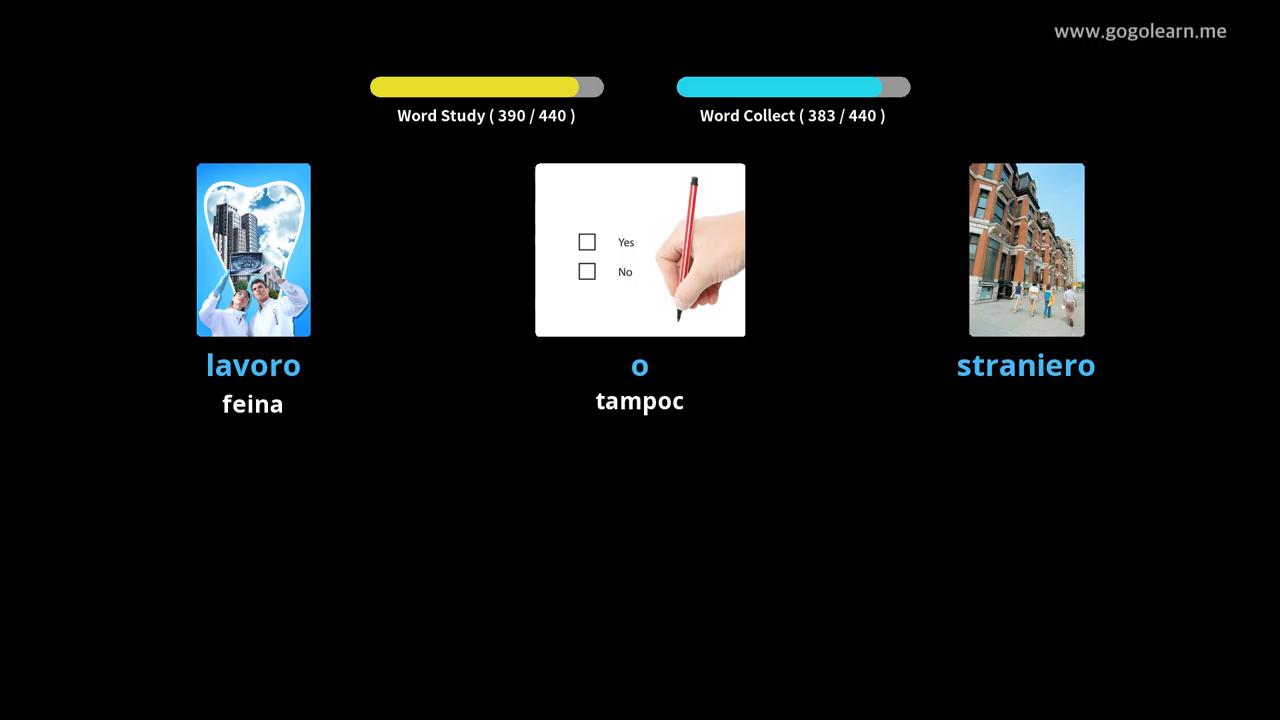 www.gogolearn.me
Word Study ( 390 / 440 )
Word Collect ( 383 / 440 )
Yes
No
lavoro
feina
o
tampoc
straniero